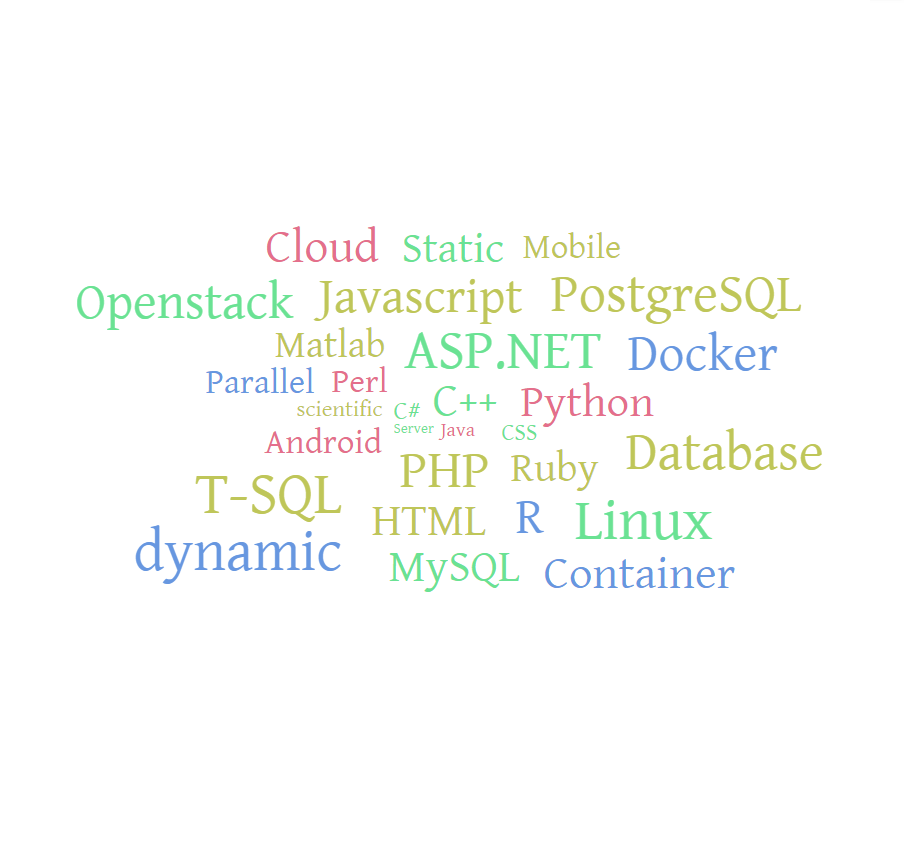 Cloud Static Mobile
Openstack Javascript PostgreSQL
Matlab ASP.NET Docker
Parallel Perl
scientific C# C++ Python
Server Java CSS
Android PHP Ruby Database
T-SQL HTML R Linux
dynamic MySQL Container